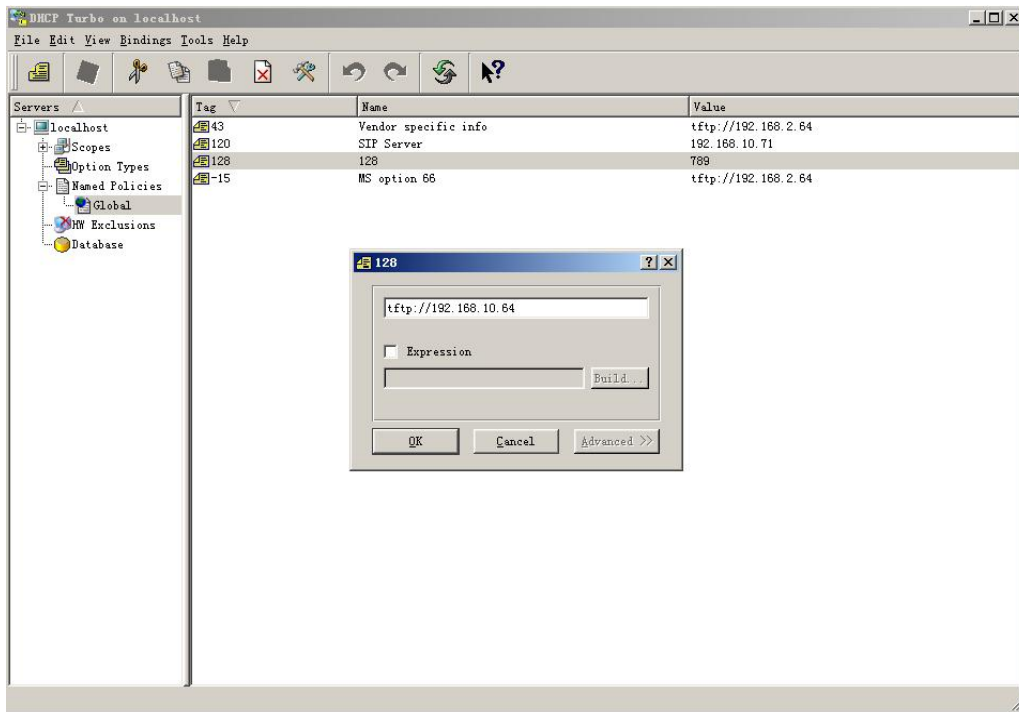 DHCP Turbo on localhost
File Edit View Bindings Tools Help
Servers
Tag Name Value
localhost
Scopes
Option Types
Named Policies
Global
HW Exclusions
Database
43 Vendor specific info tftp://192.168.2.64
120 SIP Server 192.168.10.71
128 128 789
-15 MS option 66 tftp://192.168.2.64
128
tftp://192.168.10.64
Expression
Build...
OK Cancel Advanced >>